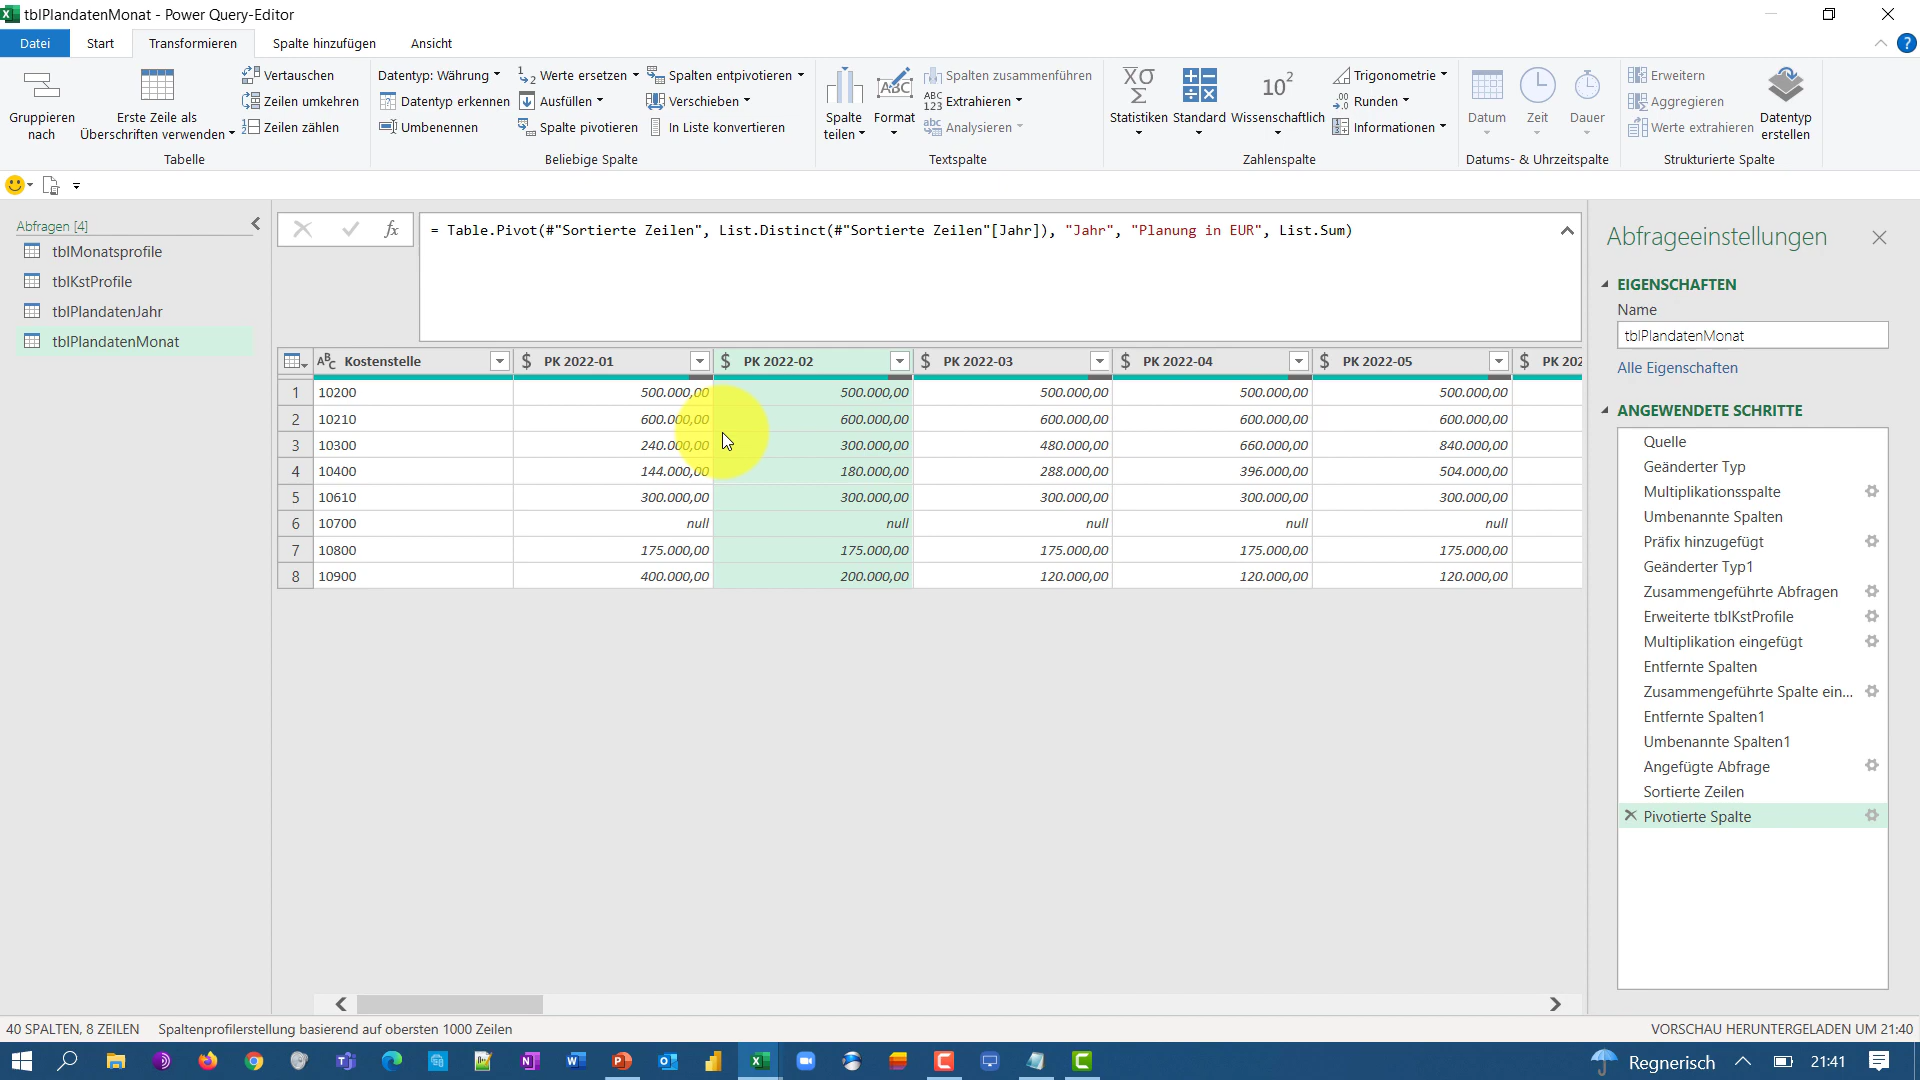 tblPlandatenMonat - Power Query-Editor
Datei Start Transformieren Spalte hinzufügen Ansicht
Gruppieren nach
Erste Zeile als Überschriften verwenden
Vertauschen
Zeilen umkehren
Zeilen zählen
Tabelle
Datentyp: Währung
Datentyp erkennen
Umbenennen
Werte ersetzen
Ausfüllen
Spalte pivotieren
Spalten entpivotieren
Verschieben
In Liste konvertieren
Beliebige Spalte
Spalte teilen
Format
Spalten zusammenführen
Extrahieren
Analysieren
Textspalte
Statistiken
Standard
Wissenschaftlich
Trigonometrie
Runden
Informationen
Zahlenspalte
Datum
Zeit
Dauer
Datums- & Uhrzeitspalte
Erweitern
Aggregieren
Werte extrahieren
Datentyp erstellen
Strukturierte Spalte
Abfragen [4]
tblMonatsprofile
tblKstProfile
tblPlandatenJahr
tblPlandatenMonat
= Table.Pivot(#"Sortierte Zeilen", List.Distinct(#"Sortierte Zeilen"[Jahr]), "Jahr", "Planung in EUR", List.Sum)
Kostenstelle $ PK 2022-01 $ PK 2022-02 $ PK 2022-03 $ PK 2022-04 $ PK 2022-05 $ PK 202
1 10200 500.000,00 500.000,00 500.000,00 500.000,00 500.000,00
2 10210 600.000,00 600.000,00 600.000,00 600.000,00 600.000,00
3 10300 240.000,00 300.000,00 480.000,00 660.000,00 840.000,00
4 10400 144.000,00 180.000,00 288.000,00 396.000,00 504.000,00
5 10610 300.000,00 300.000,00 300.000,00 300.000,00 300.000,00
6 10700 null null null null null
7 10800 175.000,00 175.000,00 175.000,00 175.000,00 175.000,00
8 10900 400.000,00 200.000,00 120.000,00 120.000,00 120.000,00
Abfrageeinstellungen
EIGENSCHAFTEN
Name
tblPlandatenMonat
Alle Eigenschaften
ANGEWENDETE SCHRITTE
Quelle
Geänderter Typ
Multiplikationsspalte
Umbenannte Spalten
Präfix hinzugefügt
Geänderter Typ1
Zusammengeführte Abfragen
Erweiterte tblKstProfile
Multiplikation eingefügt
Entfernte Spalten
Zusammengeführte Spalte ein...
Entfernte Spalten1
Umbenannte Spalten1
Angefügte Abfrage
Sortierte Zeilen
Pivotierte Spalte
40 SPALTEN, 8 ZEILEN Spaltenprofilerstellung basierend auf obersten 1000 Zeilen VORSCHAU HERUNTERGELADEN UM 21:40
Regnerisch 21:41